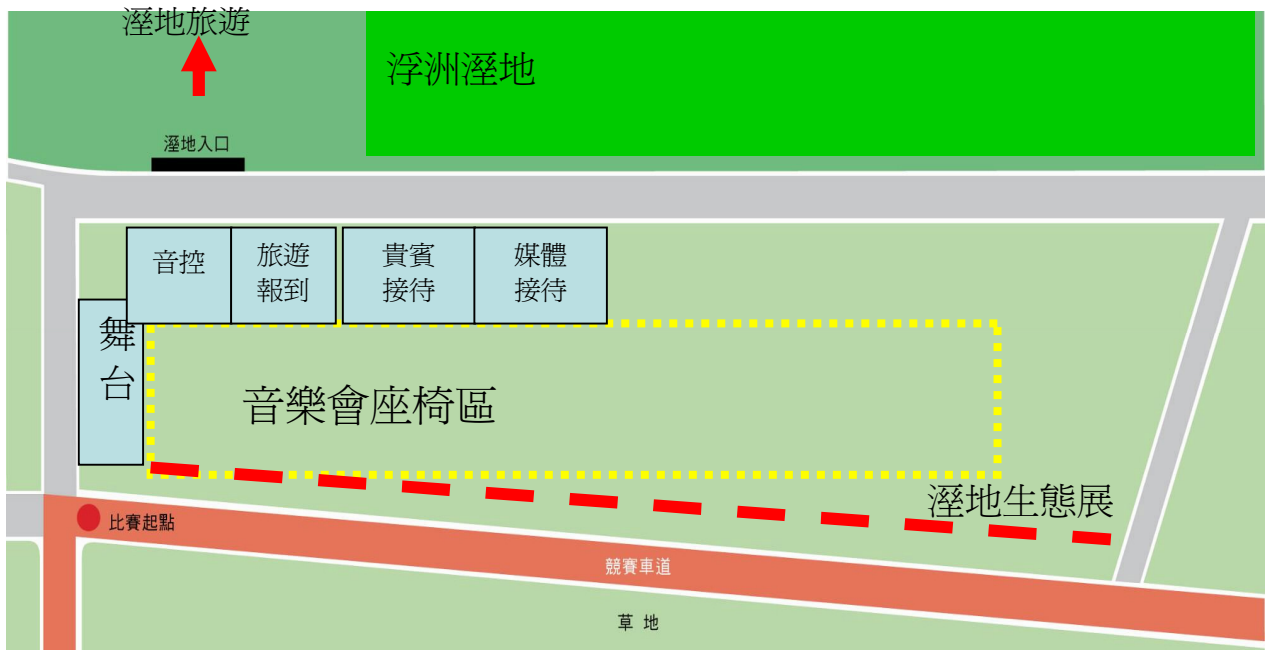 溼地旅遊
浮洲溼地
溼地入口
音控
旅遊
報到
貴賓
接待
媒體
接待
舞
台
音樂會座椅區
溼地生態展
比賽起點
競賽車道
草 地